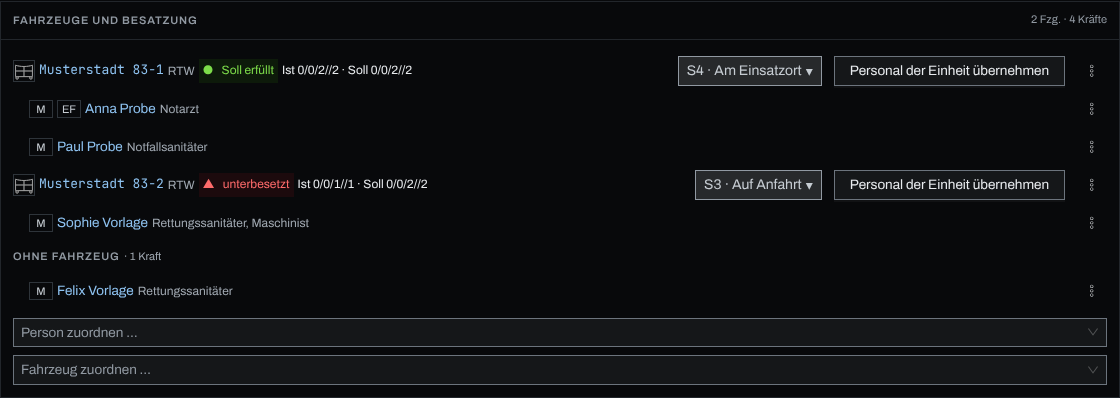 FAHRZEUGE UND BESATZUNG 2 Fzg. · 4 Kräfte
Musterstadt 83-1 RTW Soll erfüllt Ist 0/0/2//2 · Soll 0/0/2//2 S4 · Am Einsatzort ▾ Personal der Einheit übernehmen
M EF Anna Probe Notarzt
M Paul Probe Notfallsanitäter
Musterstadt 83-2 RTW unterbesetzt Ist 0/0/1//1 · Soll 0/0/2//2 S3 · Auf Anfahrt ▾ Personal der Einheit übernehmen
M Sophie Vorlage Rettungssanitäter, Maschinist
OHNE FAHRZEUG · 1 Kraft
M Felix Vorlage Rettungssanitäter
Person zuordnen ...
Fahrzeug zuordnen ...